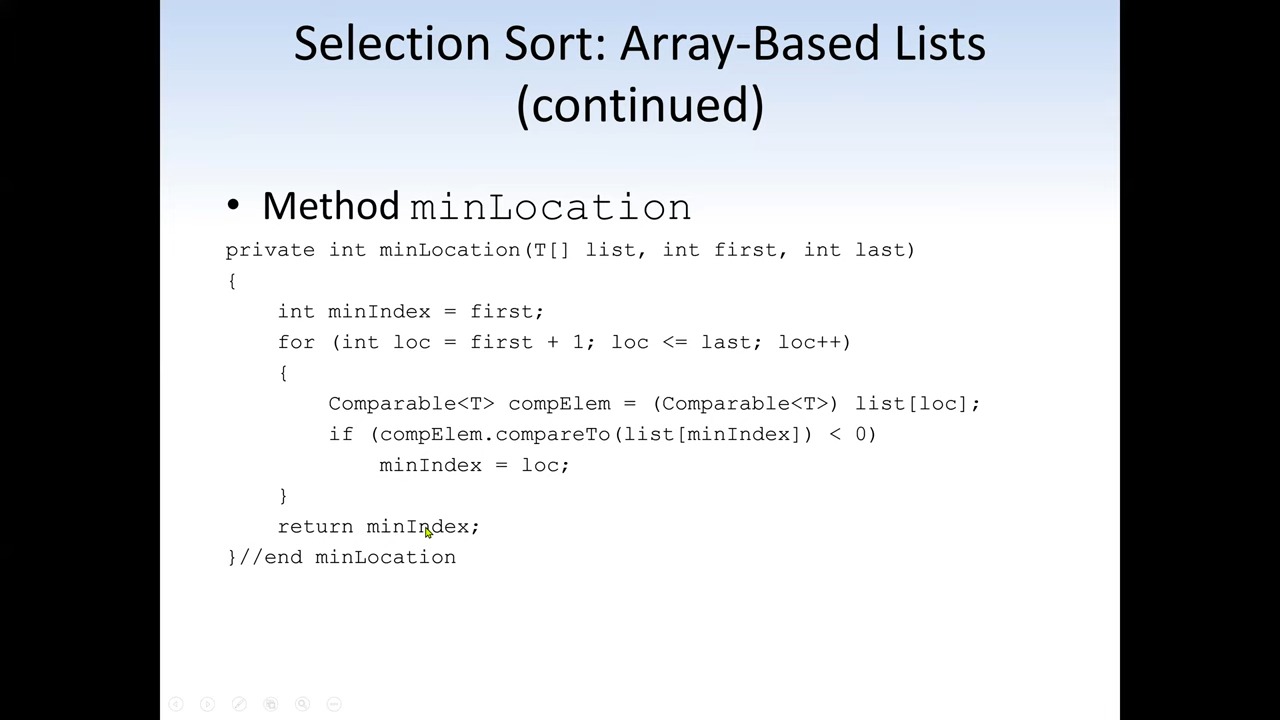 Selection Sort: Array-Based Lists
(continued)
• Method minLocation
private int minLocation(T[] list, int first, int last)
{
    int minIndex = first;
    for (int loc = first + 1; loc <= last; loc++)
    {
        Comparable<T> compElem = (Comparable<T>) list[loc];
        if (compElem.compareTo(list[minIndex]) < 0)
            minIndex = loc;
    }
    return minIndex;
}//end minLocation